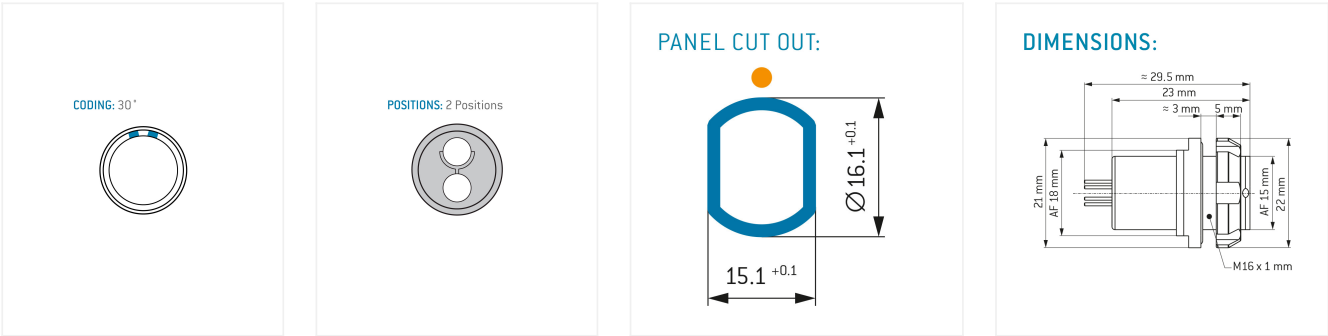 CODING: 30°
POSITIONS: 2 Positions
PANEL CUT OUT:
Ø 16.1 +0.1
15.1 +0.1
DIMENSIONS:
≈ 29.5 mm
23 mm
≈ 3 mm
5 mm
21 mm
AF 18 mm
AF 15 mm
22 mm
M16 x 1 mm